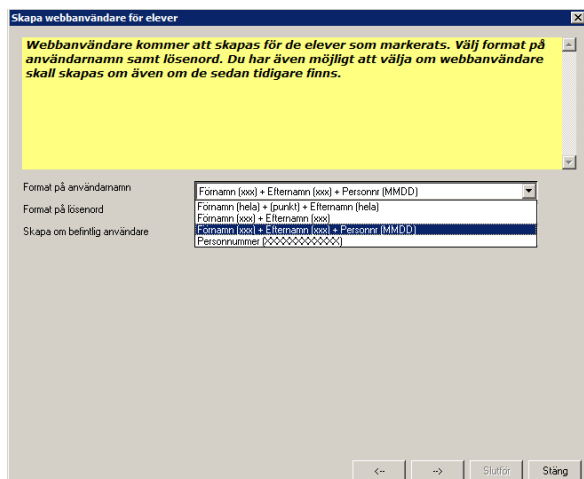 Skapa webbanvändare för elever
Webbanvändare kommer att skapas för de elever som markerats. Välj format på
användarnamn samt lösenord. Du har även möjligt att välja om webbanvändare
skall skapas om även om de sedan tidigare finns.
Format på användarnamn
Förnamn (xxx) + Efternamn (xxx) + Personnr (MMDD)
Format på lösenord
Förnamn (hela) + (punkt) + Efternamn (hela)
Förnamn (xxx) + Efternamn (xxx)
Skapa om befintlig användare
Förnamn (xxx) + Efternamn (xxx) + Personnr (MMDD)
Personnummer (XXXXXXXXXXXX)
<--
-->
Slutför
Stäng